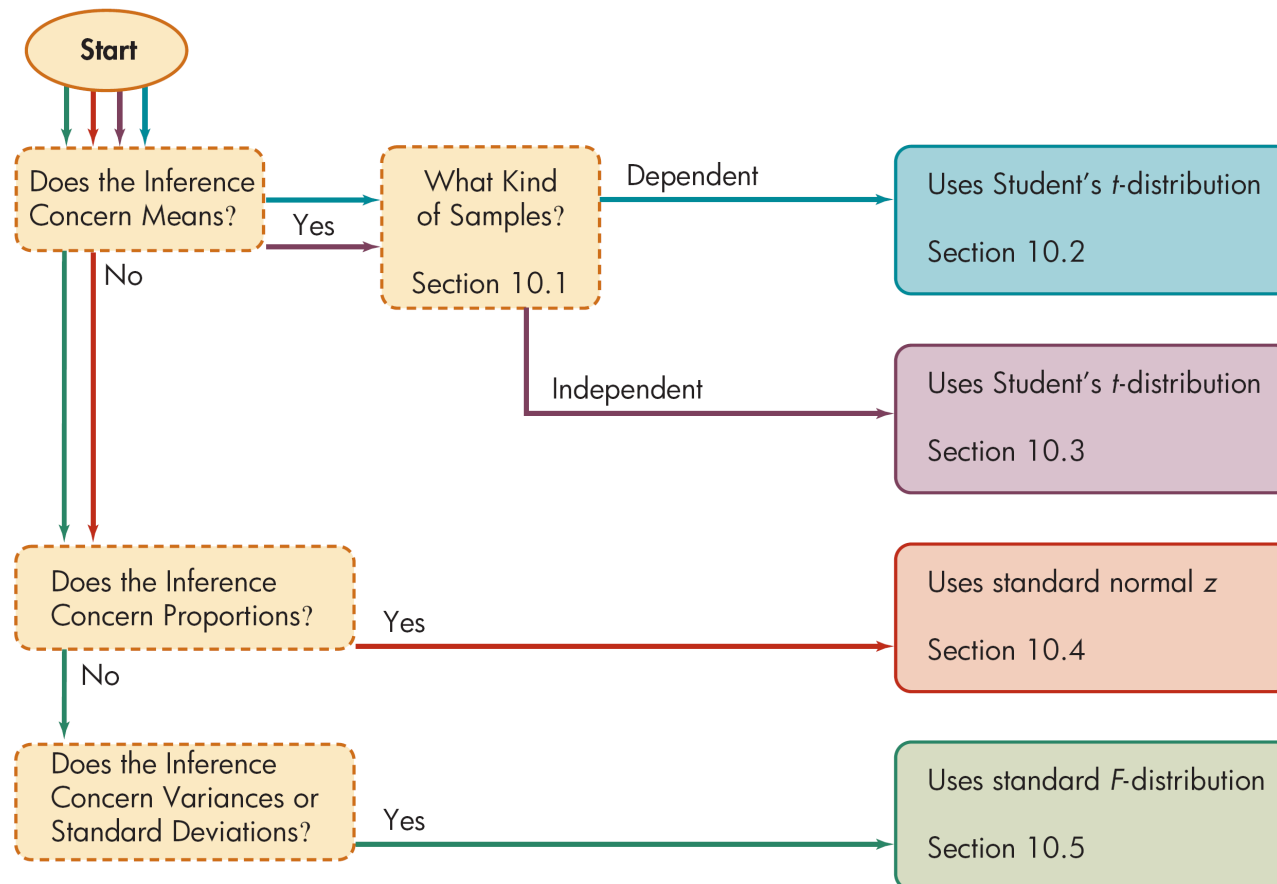 Start
Does the Inference
Concern Means?
Yes
No
What Kind
of Samples?
Section 10.1
Dependent
Uses Student’s t-distribution
Section 10.2
Independent
Uses Student’s t-distribution
Section 10.3
Does the Inference
Concern Proportions?
Yes
No
Uses standard normal z
Section 10.4
Does the Inference
Concern Variances or
Standard Deviations?
Yes
Uses standard F-distribution
Section 10.5